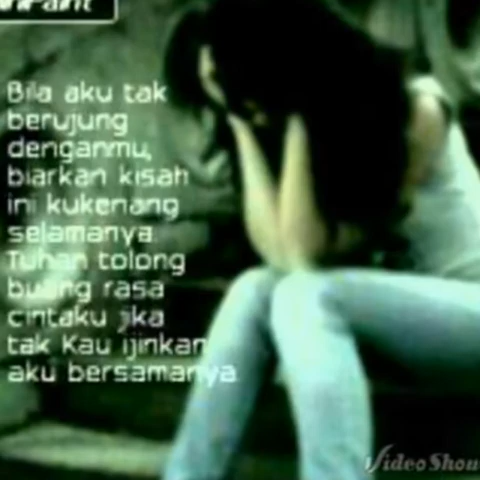 Bila aku tak
berujung
denganmu,
biarkan kisah
ini kukenang
selamanya.
Tuhan tolong
buang rasa
cintaku jika
tak Kau ijinkan
aku bersamanya
VideoShow